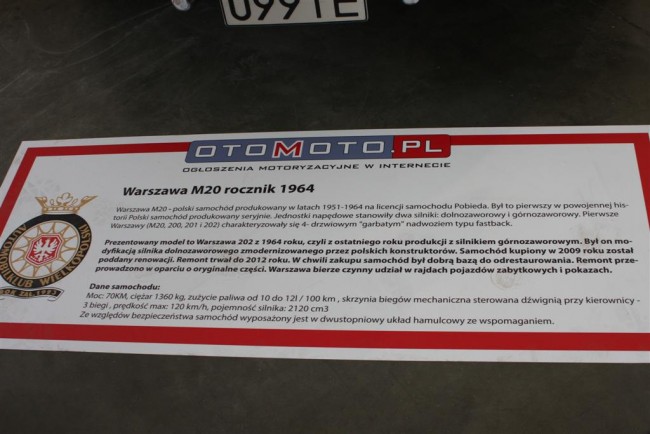 099TE
OTOMOTO.PL
OGŁOSZENIA MOTORYZACYJNE W INTERNECIE
Warszawa M20 rocznik 1964
Warszawa M20 - polski samochód produkowany w latach 1951-1964 na licencji samochodu Pobieda. Był to pierwszy w powojennej his-
torii Polski samochód produkowany seryjnie. Jednostki napędowe stanowiły dwa silniki: dolnozaworowy i górnozaworowy. Pierwsze
Warszawy (M20, 200, 201 i 202) charakteryzowały się 4- drzwiowym "garbatym" nadwoziem typu fastback.
Prezentowany model to Warszawa 202 z 1964 roku, czyli z ostatniego roku produkcji z silnikiem górnozaworowym. Był on mo-
dyfikacją silnika dolnozaworowego zmodernizowanego przez polskich konstruktorów. Samochód kupiony w 2009 roku został
poddany renowacji. Remont trwał do 2012 roku. W chwili zakupu samochód był dobrą bazą do odrestaurowania. Remont prze-
prowadzono w oparciu o oryginalne części. Warszawa bierze czynny udział w rajdach pojazdów zabytkowych i pokazach.
Dane samochodu:
Moc: 70KM, ciężar 1360 kg, zużycie paliwa od 10 do 12l / 100 km , skrzynia biegów mechaniczna sterowana dźwignią przy kierownicy -
3 biegi , prędkość max: 120 km/h, pojemność silnika: 2120 cm3
Ze względów bezpieczeństwa samochód wyposażony jest w dwustopniowy układ hamulcowy ze wspomaganiem.
AUTOMOBILKLUB WIELKOPOLSKI
ROK ZAŁ. 1923